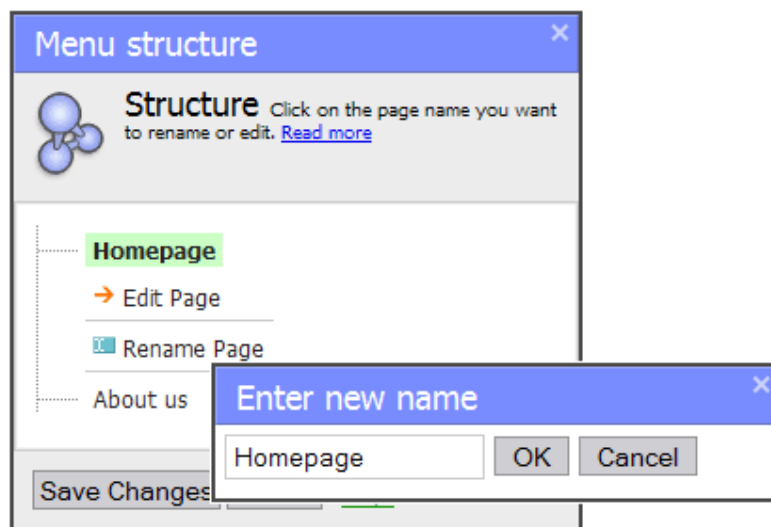 Menu structure
Structure Click on the page name you want
to rename or edit. Read more
Homepage
Edit Page
Rename Page
About us
Enter new name
Homepage OK Cancel
Save Changes